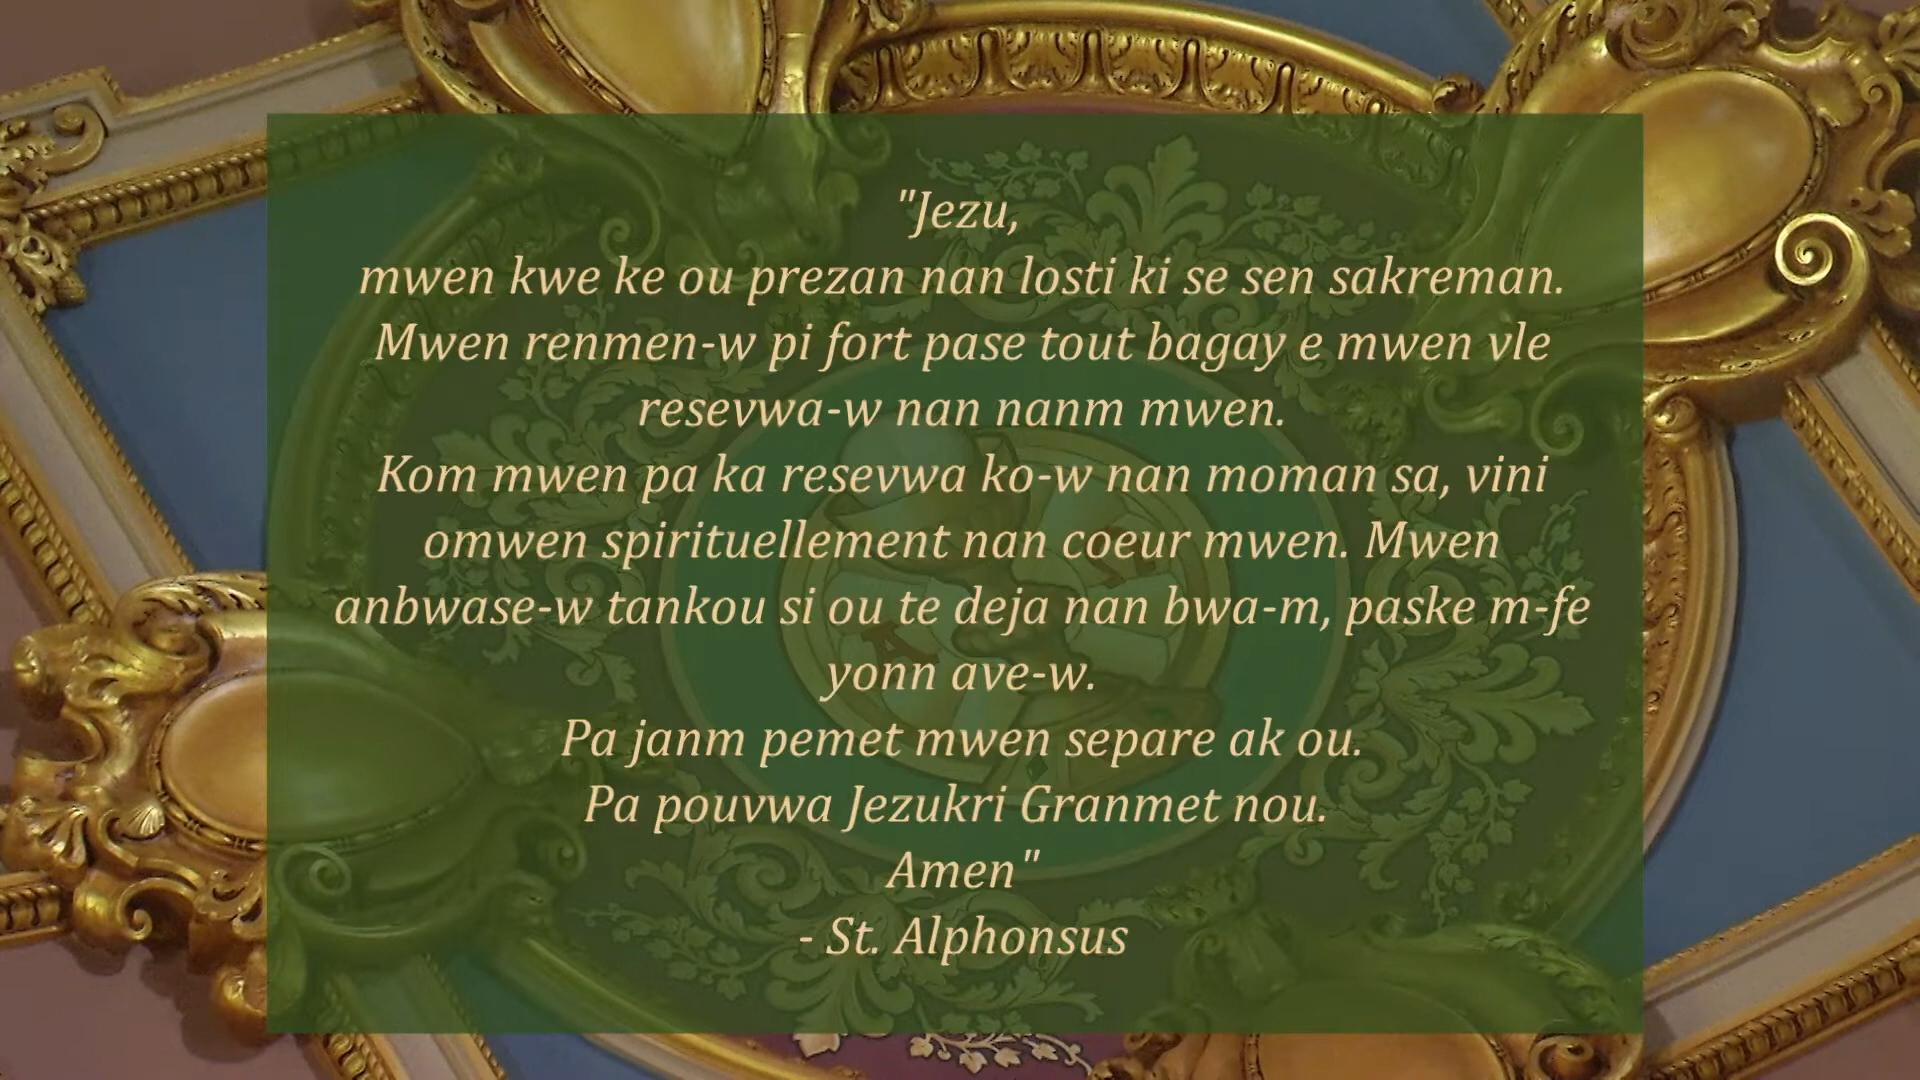 "Jezu,
mwen kwe ke ou prezan nan losti ki se sen sakreman.
Mwen renmen-w pi fort pase tout bagay e mwen vle
resevwa-w nan nanm mwen.
Kom mwen pa ka resevwa ko-w nan moman sa, vini
omwen spirituellement nan coeur mwen. Mwen
anbwase-w tankou si ou te deja nan bwa-m, paske m-fe
yonn ave-w.
Pa janm pemet mwen separe ak ou.
Pa pouvwa Jezukri Granmet nou.
Amen"
- St. Alphonsus